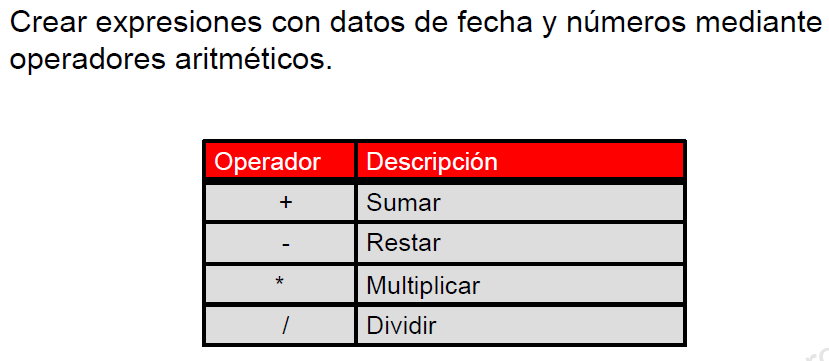 Crear expresiones con datos de fecha y números mediante
operadores aritméticos.
Operador Descripción
+ Sumar
- Restar
* Multiplicar
/ Dividir